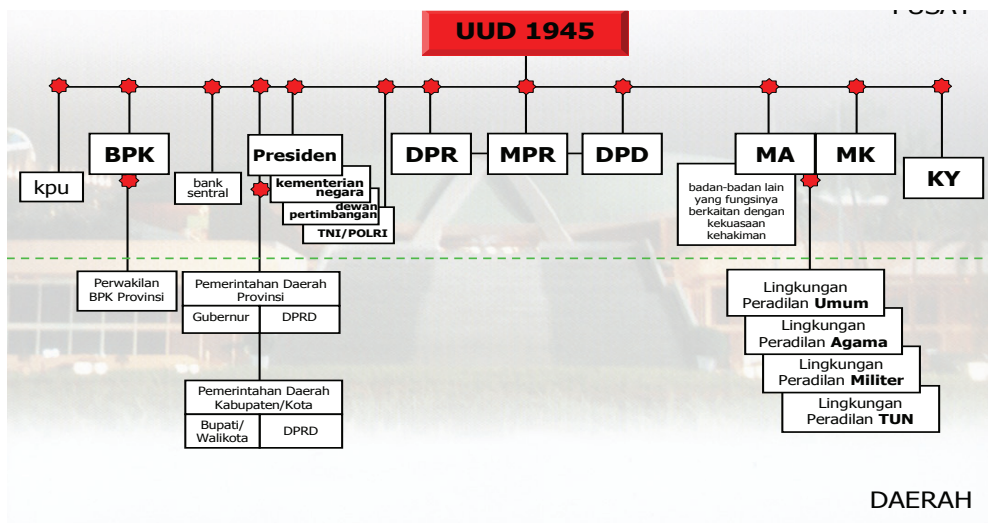 PUSAT
UUD 1945
kpu
BPK
bank
sentral
Presiden
kementerian
negara
dewan
pertimbangan
TNI/POLRI
DPR
MPR
DPD
MA
MK
KY
badan-badan lain
yang fungsinya
berkaitan dengan
kekuasaan
kehakiman
Perwakilan
BPK Provinsi
Pemerintahan Daerah
Provinsi
Gubernur
DPRD
Pemerintahan Daerah
Kabupaten/Kota
Bupati/
Walikota
DPRD
Lingkungan
Peradilan Umum
Lingkungan
Peradilan Agama
Lingkungan
Peradilan Militer
Lingkungan
Peradilan TUN
DAERAH